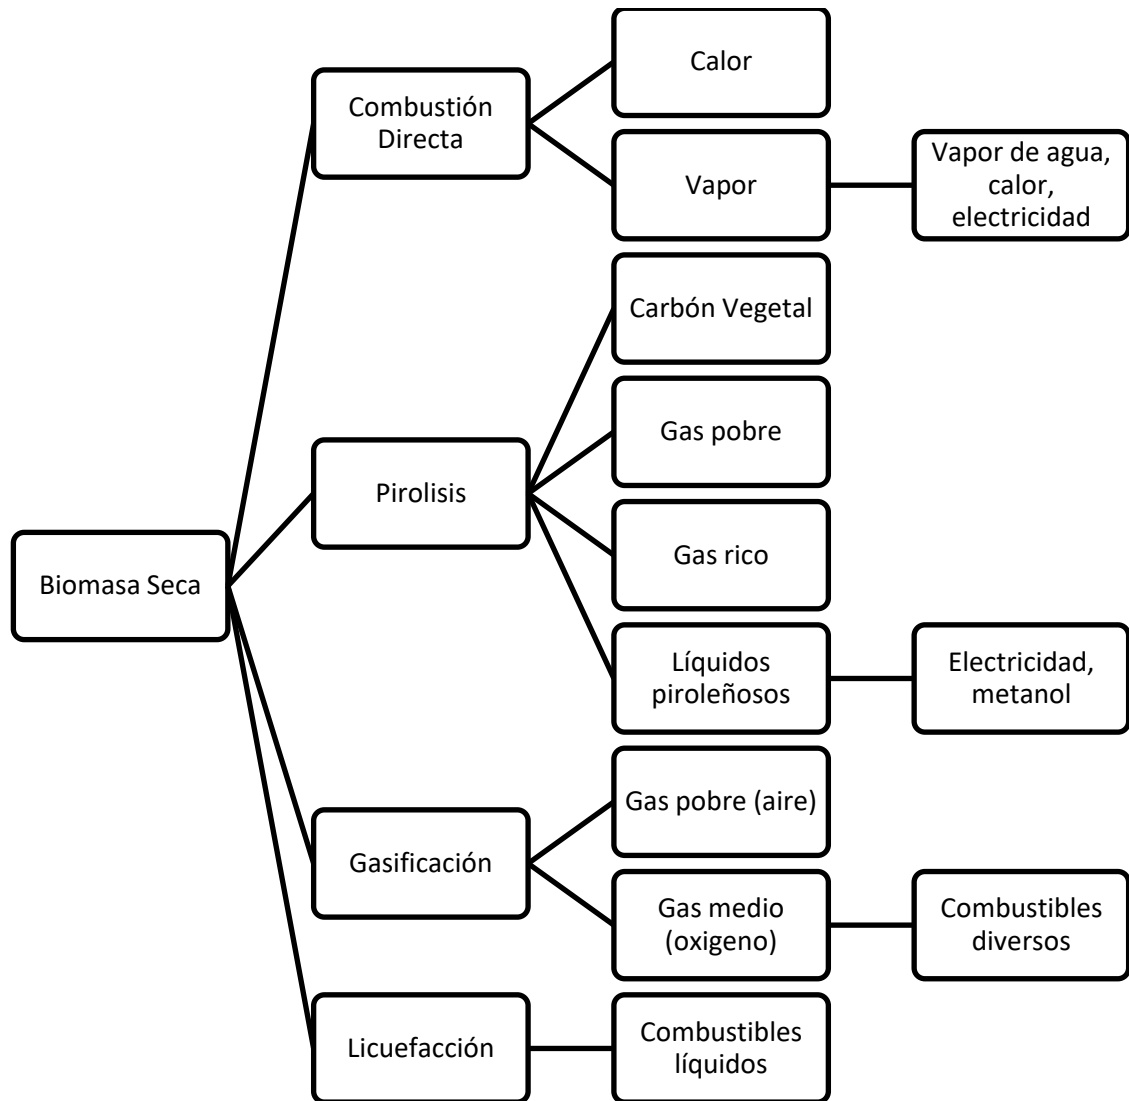 Calor
Combustión
Directa
Vapor
Vapor de agua,
calor,
electricidad
Carbón Vegetal
Gas pobre
Pirolisis
Gas rico
Biomasa Seca
Líquidos
piroleñosos
Electricidad,
metanol
Gas pobre (aire)
Gasificación
Gas medio
(oxigeno)
Combustibles
diversos
Licuefacción
Combustibles
líquidos